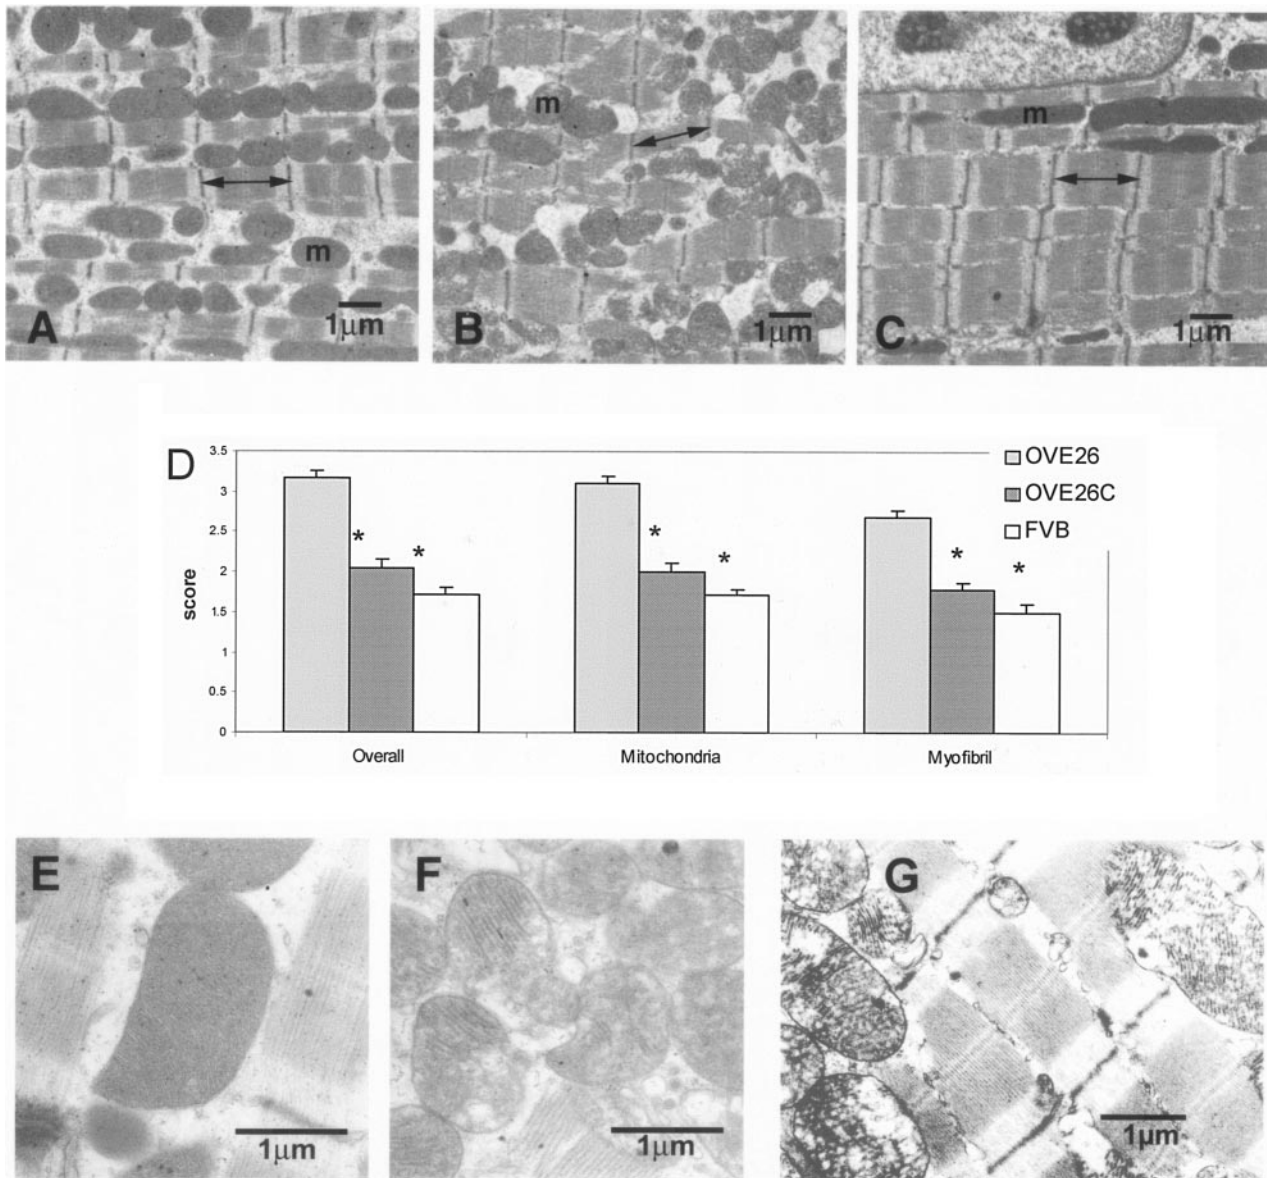 m
m
m
A
1μm
B
1μm
C
1μm
D
3.5
3
2.5
2
1.5
1
0.5
0
score
*
*
*
*
*
*
OVE26
OVE26C
FVB
Overall
Mitochondria
Myofibril
E
1μm
F
1μm
G
1μm